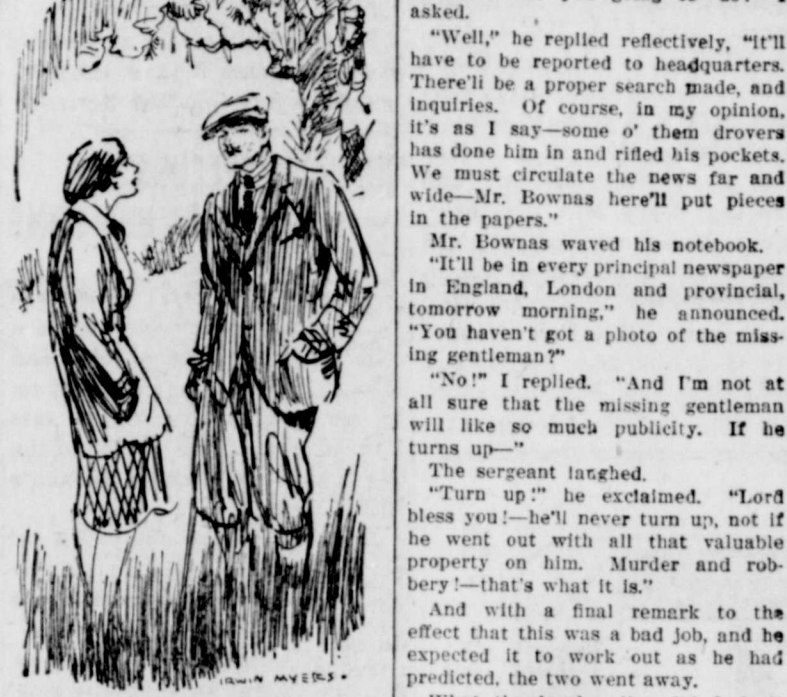 asked.
"Well," he replied reflectively, "it'll
have to be reported to headquarters.
There'll be a proper search made, and
inquiries. Of course, in my opinion,
it's as I say—some o' them drovers
has done him in and rifled his pockets.
We must circulate the news far and
wide—Mr. Bownas here'll put pieces
in the papers."
Mr. Bownas waved his notebook.
"It'll be in every principal newspaper
in England, London and provincial,
tomorrow morning," he announced.
"You haven't got a photo of the miss-
ing gentleman?"
"No!" I replied. "And I'm not at
all sure that the missing gentleman
will like so much publicity. If he
turns up—"
The sergeant laughed.
"Turn up!" he exclaimed. "Lord
bless you!—he'll never turn up, not if
he went out with all that valuable
property on him. Murder and rob-
bery!—that's what it is."
And with a final remark to the
effect that this was a bad job, and he
expected it to work out as he had
predicted, the two went away.
IRWIN MYERS.